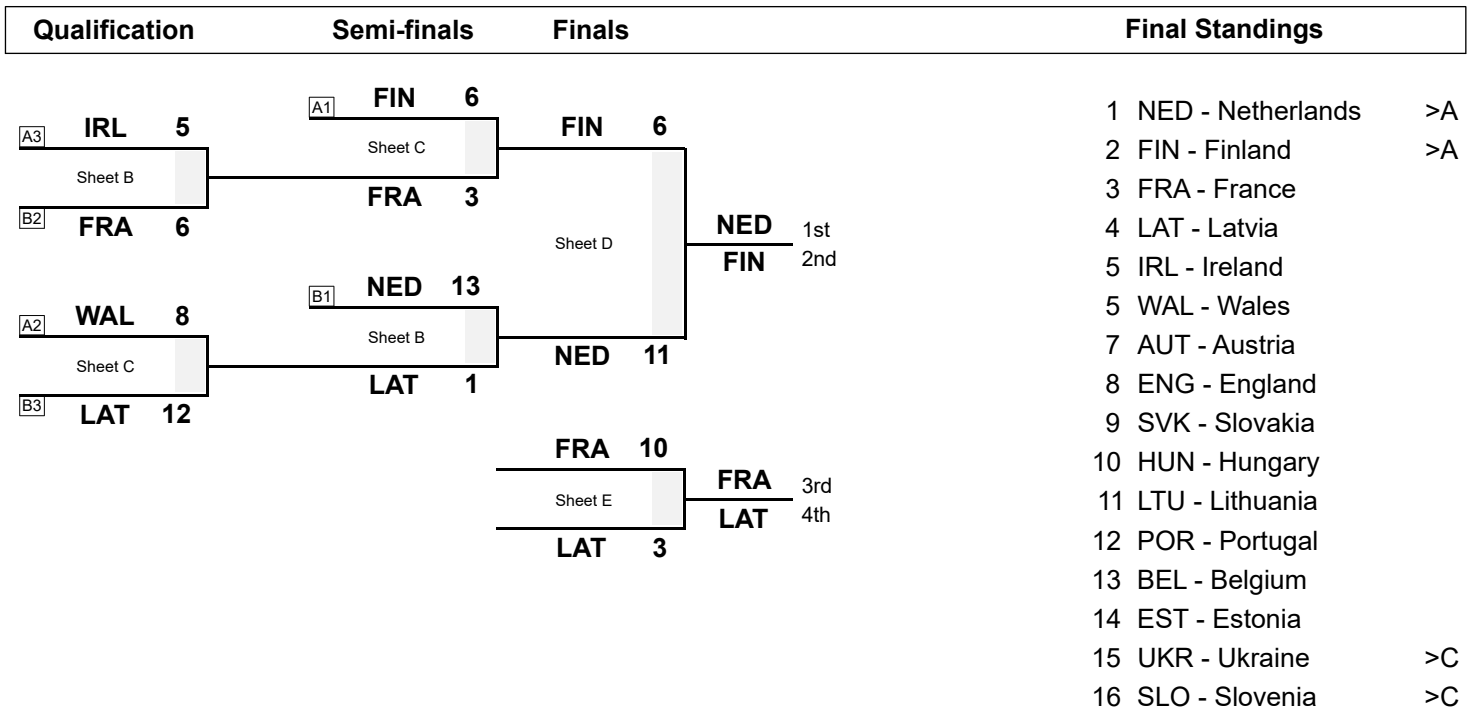 Qualification Semi-finals Finals Final Standings
A1 FIN 6
A3 IRL 5
FIN 6
Sheet C
Sheet B
FRA 3
B2 FRA 6
Sheet D
NED 1st
FIN 2nd
B1 NED 13
A2 WAL 8
Sheet B
Sheet C
NED 11
LAT 1
B3 LAT 12
FRA 10
Sheet E
FRA 3rd
LAT 4th
LAT 3
1 NED - Netherlands >A
2 FIN - Finland >A
3 FRA - France
4 LAT - Latvia
5 IRL - Ireland
5 WAL - Wales
7 AUT - Austria
8 ENG - England
9 SVK - Slovakia
10 HUN - Hungary
11 LTU - Lithuania
12 POR - Portugal
13 BEL - Belgium
14 EST - Estonia
15 UKR - Ukraine >C
16 SLO - Slovenia >C